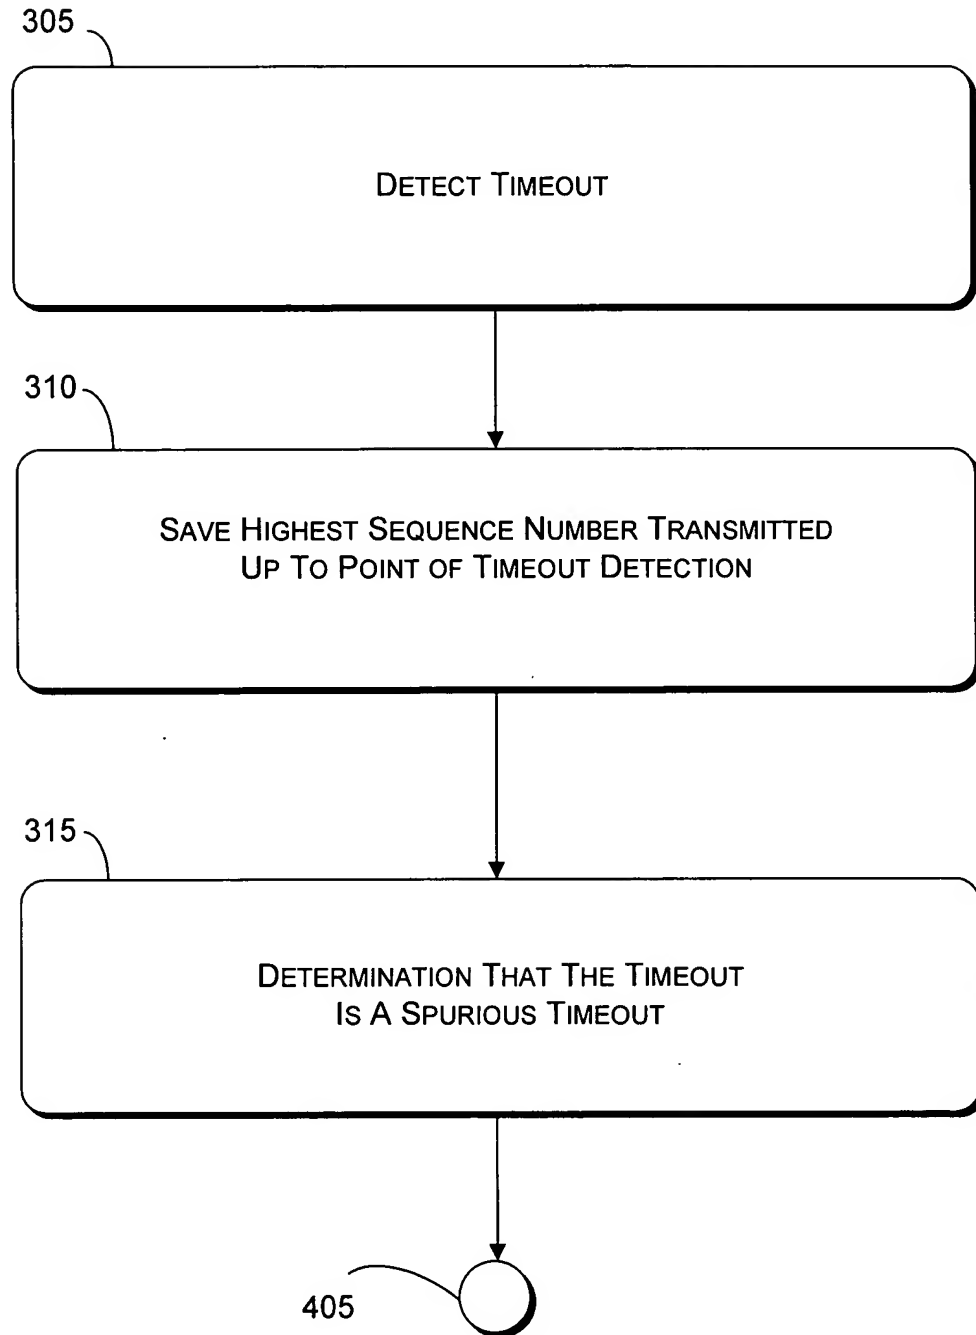 305
DETECT TIMEOUT
310
SAVE HIGHEST SEQUENCE NUMBER TRANSMITTED
UP TO POINT OF TIMEOUT DETECTION
315
DETERMINATION THAT THE TIMEOUT
IS A SPURIOUS TIMEOUT
405